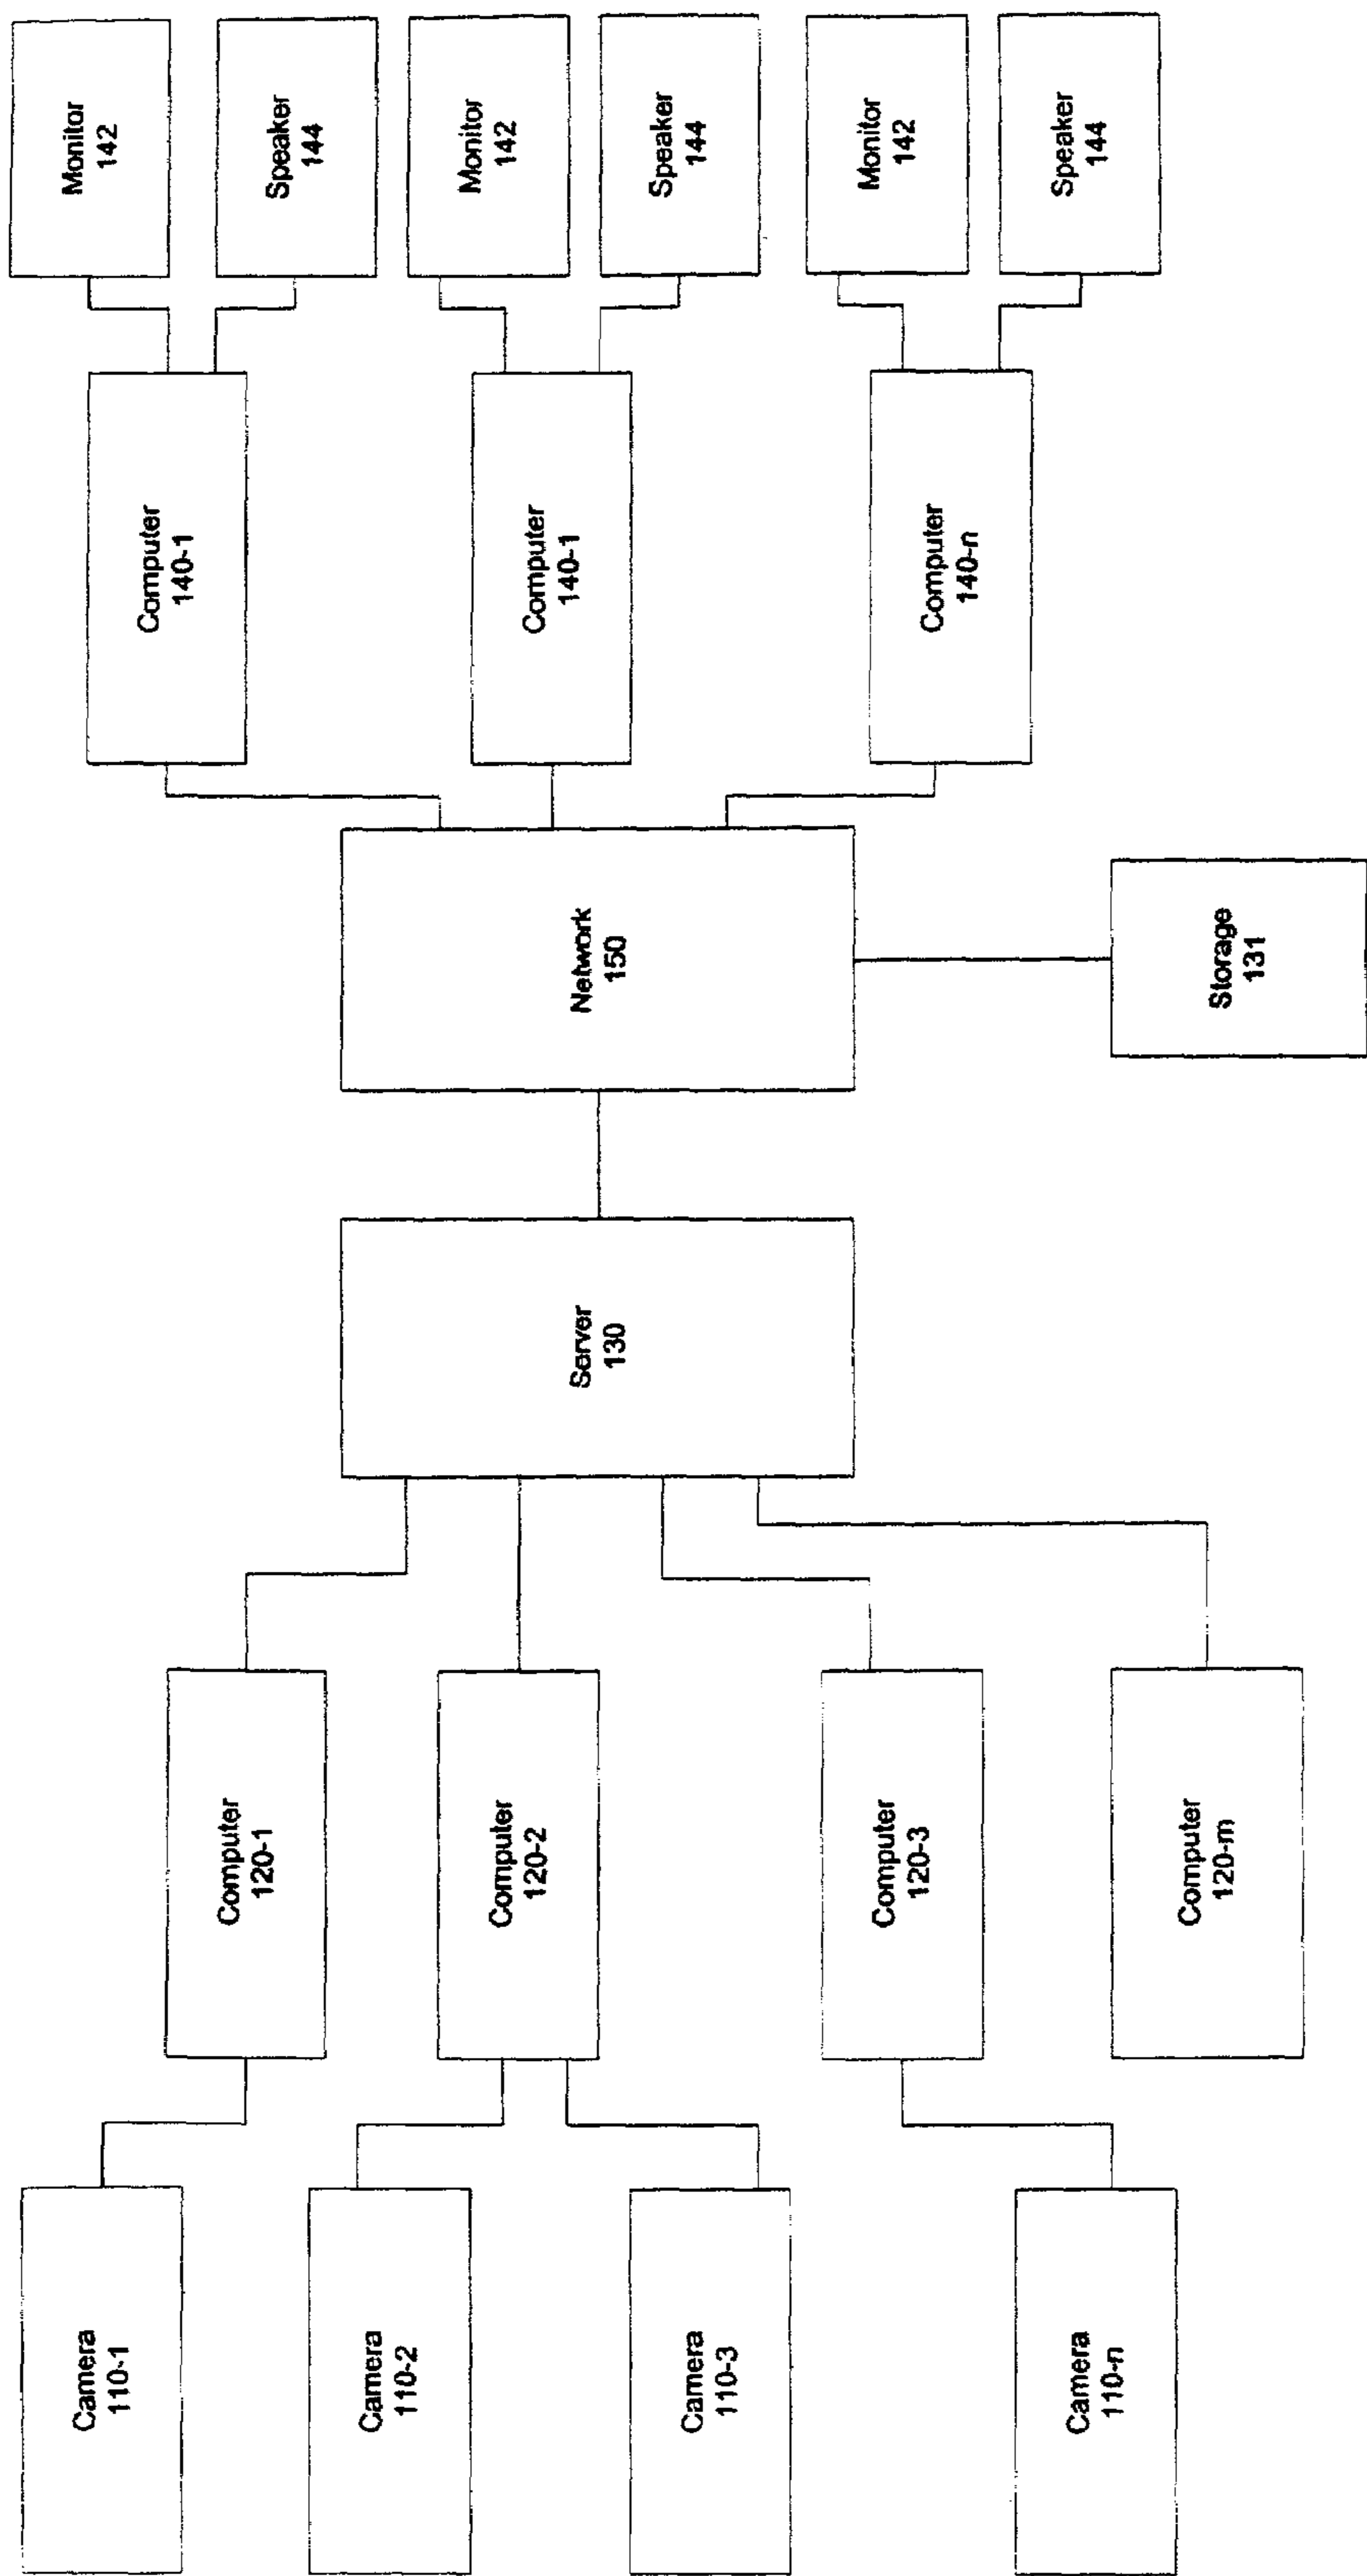 Camera
110-1
Camera
110-2
Camera
110-3
Camera
110-n
Computer
120-1
Computer
120-2
Computer
120-3
Computer
120-m
Server
130
Network
150
Storage
131
Computer
140-1
Computer
140-1
Computer
140-n
Monitor
142
Speaker
144
Monitor
142
Speaker
144
Monitor
142
Speaker
144